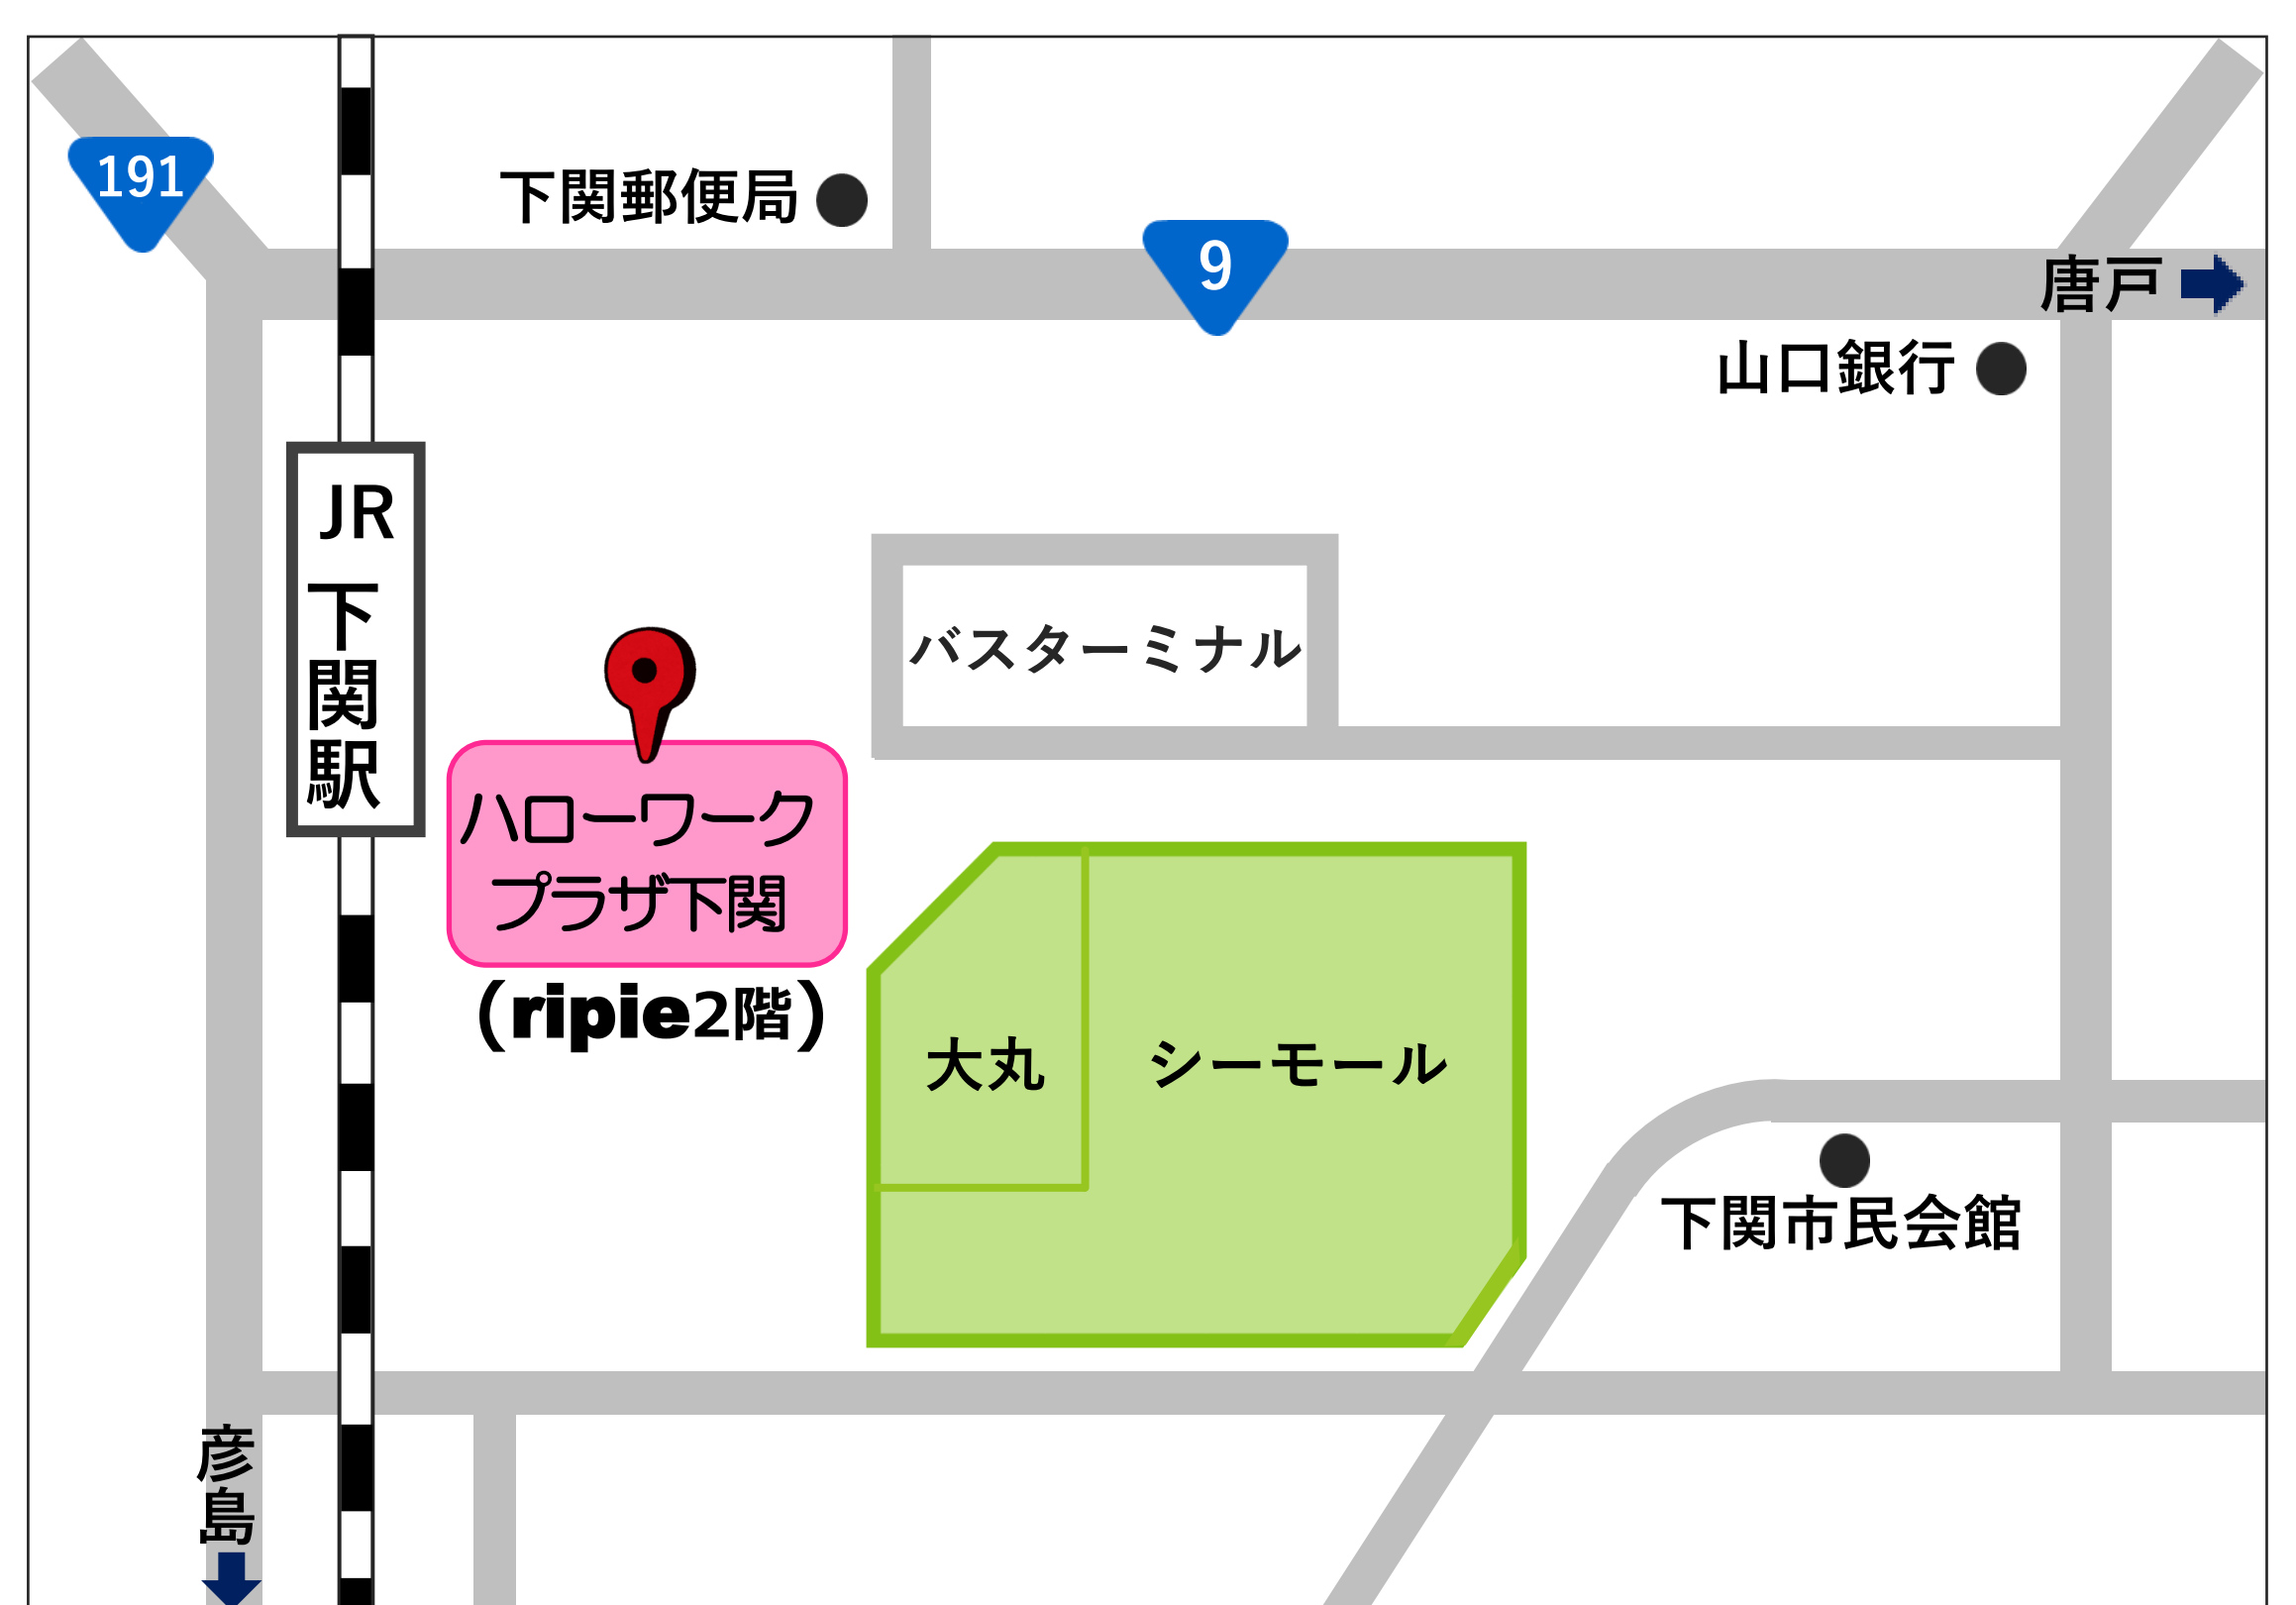 191
下関郵便局
9
唐戸
山口銀行
JR
下
関
駅
バスターミナル
ハローワーク
プラザ下関
(ripie2階)
大丸
シーモール
下関市民会館
彦
島